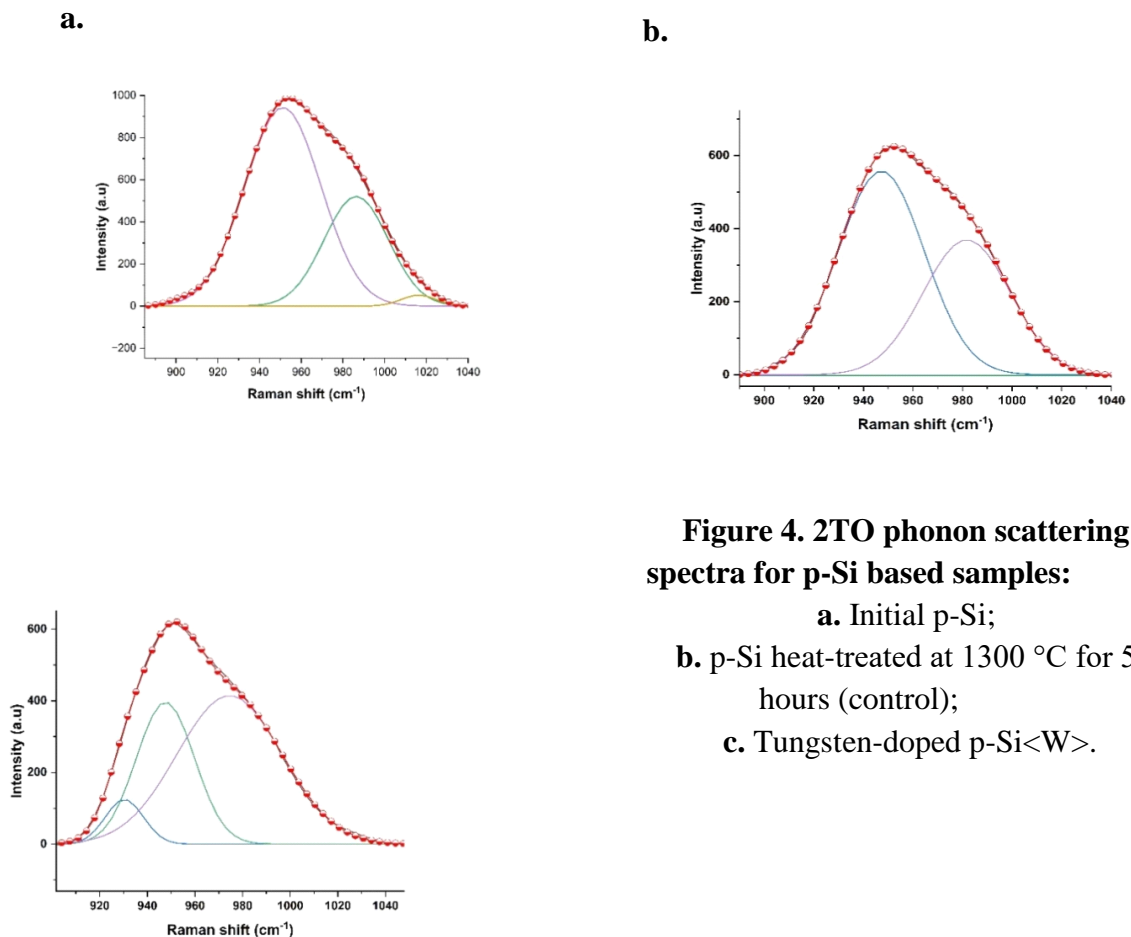 a.
1000
800
600
400
200
0
−200
Intensity (a.u)
900 920 940 960 980 1000 1020 1040
Raman shift (cm⁻¹)
b.
600
400
200
0
Intensity (a.u)
900 920 940 960 980 1000 1020 1040
Raman shift (cm⁻¹)
600
400
200
0
Intensity (a.u)
920 940 960 980 1000 1020 1040
Raman shift (cm⁻¹)
Figure 4. 2TO phonon scattering
spectra for p-Si based samples:
a. Initial p-Si;
b. p-Si heat-treated at 1300 °C for 5
hours (control);
c. Tungsten-doped p-Si<W>.